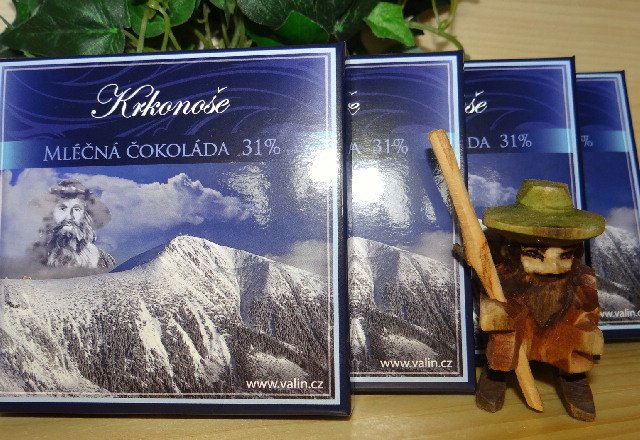 Krkonoše
MLÉČNÁ ČOKOLÁDA 31%
www.valin.cz
31%
www.valin.cz
31%